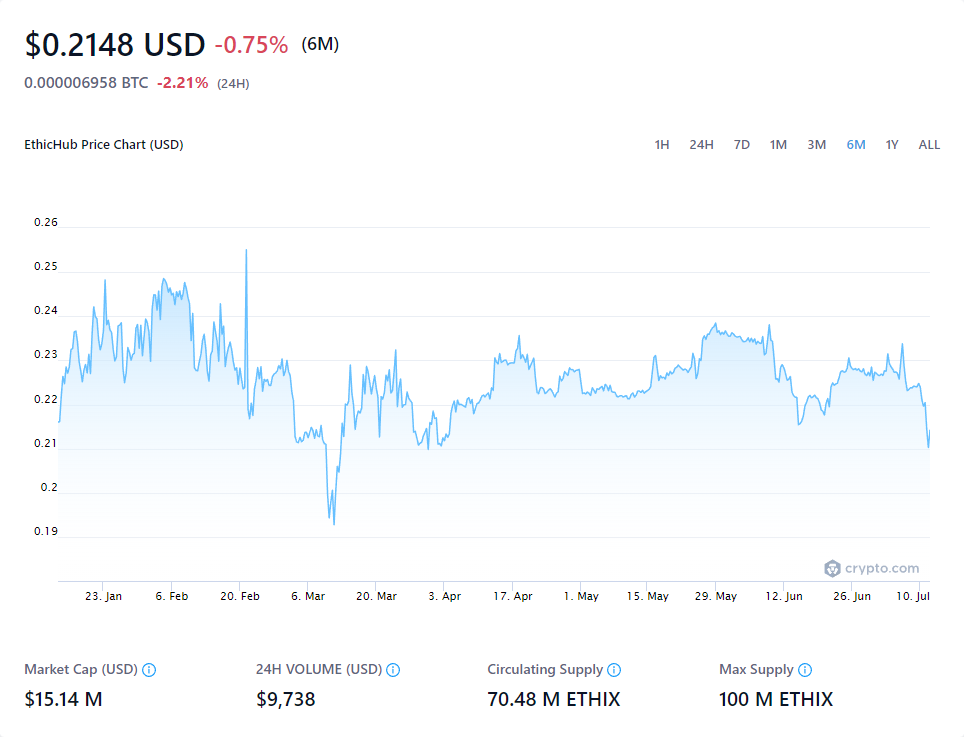 $0.2148 USD -0.75% (6M)
0.000006958 BTC -2.21% (24H)
EthicHub Price Chart (USD) 1H 24H 7D 1M 3M 6M 1Y ALL
0.26
0.25
0.24
0.23
0.22
0.21
0.2
0.19
crypto.com
23. Jan 6. Feb 20. Feb 6. Mar 20. Mar 3. Apr 17. Apr 1. May 15. May 29. May 12. Jun 26. Jun 10. Jul
Market Cap (USD) 24H VOLUME (USD) Circulating Supply Max Supply
$15.14 M $9,738 70.48 M ETHIX 100 M ETHIX